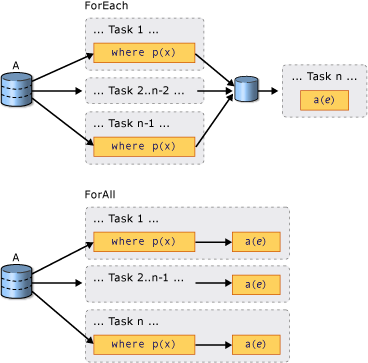 ForEach
A
... Task 1 ...
where p(x)
... Task 2..n-2 ...
... Task n-1 ...
where p(x)
... Task n ...
a(e)
ForAll
A
... Task 1 ...
where p(x)
a(e)
... Task 2..n-1 ...
a(e)
... Task n ...
where p(x)
a(e)